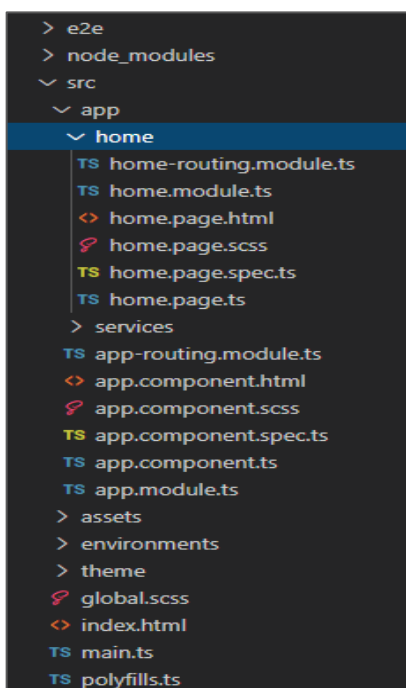 > e2e
> node_modules
src
app
home
TS home-routing.module.ts
TS home.module.ts
<> home.page.html
home.page.scss
TS home.page.spec.ts
TS home.page.ts
> services
TS app-routing.module.ts
<> app.component.html
app.component.scss
TS app.component.spec.ts
TS app.component.ts
TS app.module.ts
> assets
> environments
> theme
global.scss
<> index.html
TS main.ts
TS polyfills.ts